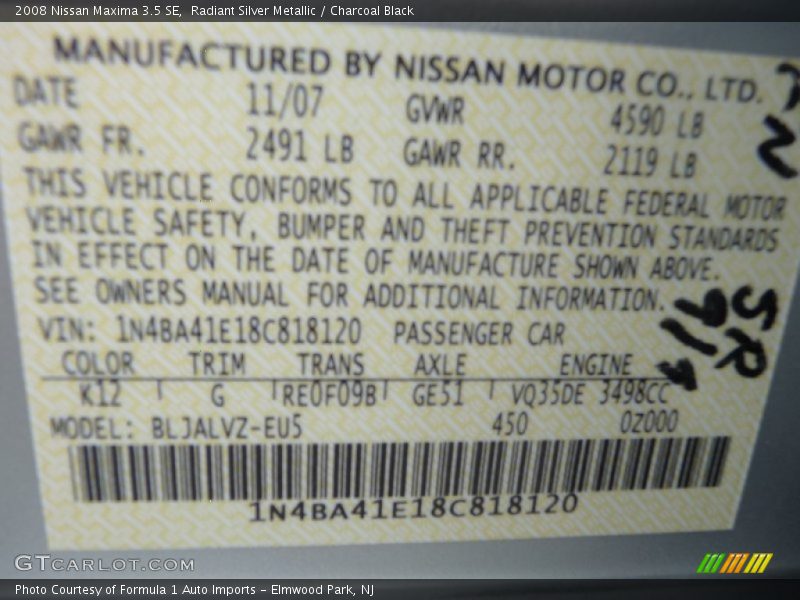 2008 Nissan Maxima 3.5 SE, Radiant Silver Metallic / Charcoal Black
MANUFACTURED BY NISSAN MOTOR CO., LTD.
DATE 11/07 GVWR 4590 LB
GAWR FR. 2491 LB GAWR RR. 2119 LB
THIS VEHICLE CONFORMS TO ALL APPLICABLE FEDERAL MOTOR
VEHICLE SAFETY, BUMPER AND THEFT PREVENTION STANDARDS
IN EFFECT ON THE DATE OF MANUFACTURE SHOWN ABOVE.
SEE OWNERS MANUAL FOR ADDITIONAL INFORMATION.
VIN: 1N4BA41E18C818120 PASSENGER CAR
COLOR TRIM TRANS AXLE ENGINE
K12 G RE0F09B GE51 VQ35DE 3498CC
MODEL: BLJALVZ-EU5 450 0Z000
1N4BA41E18C818120
GTCARLOT.COM
Photo Courtesy of Formula 1 Auto Imports – Elmwood Park, NJ